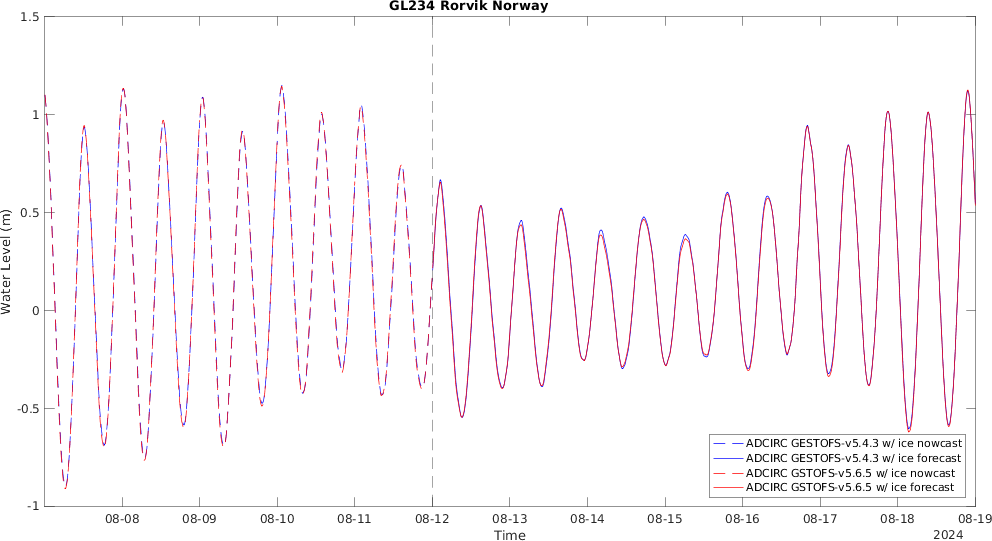 GL234 Rorvik Norway
1.5
1
0.5
0
-0.5
-1
Water Level (m)
ADCIRC GESTOFS-v5.4.3 w/ ice nowcast
ADCIRC GESTOFS-v5.4.3 w/ ice forecast
ADCIRC GSTOFS-v5.6.5 w/ ice nowcast
ADCIRC GSTOFS-v5.6.5 w/ ice forecast
08-08 08-09 08-10 08-11 08-12 08-13 08-14 08-15 08-16 08-17 08-18 08-19
Time
2024